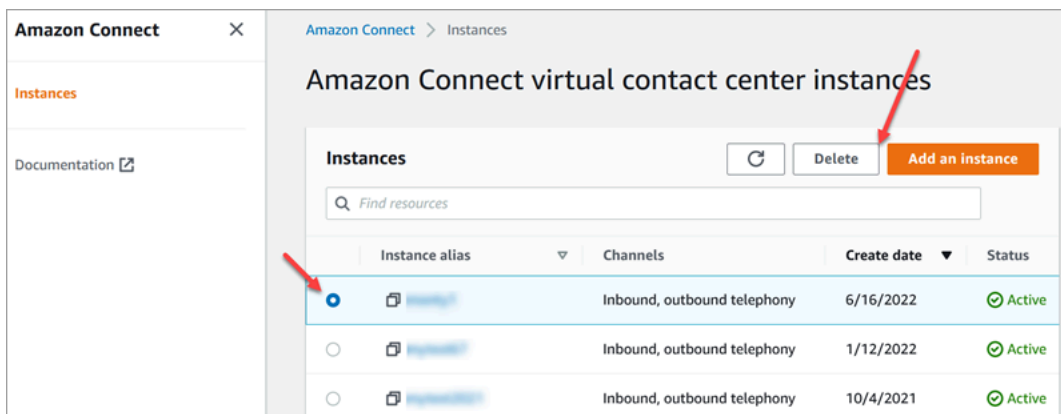 Amazon Connect
Instances
Documentation
Amazon Connect > Instances
Amazon Connect virtual contact center instances
Instances
Delete
Add an instance
Find resources
Instance alias Channels Create date Status
Inbound, outbound telephony 6/16/2022 Active
Inbound, outbound telephony 1/12/2022 Active
Inbound, outbound telephony 10/4/2021 Active